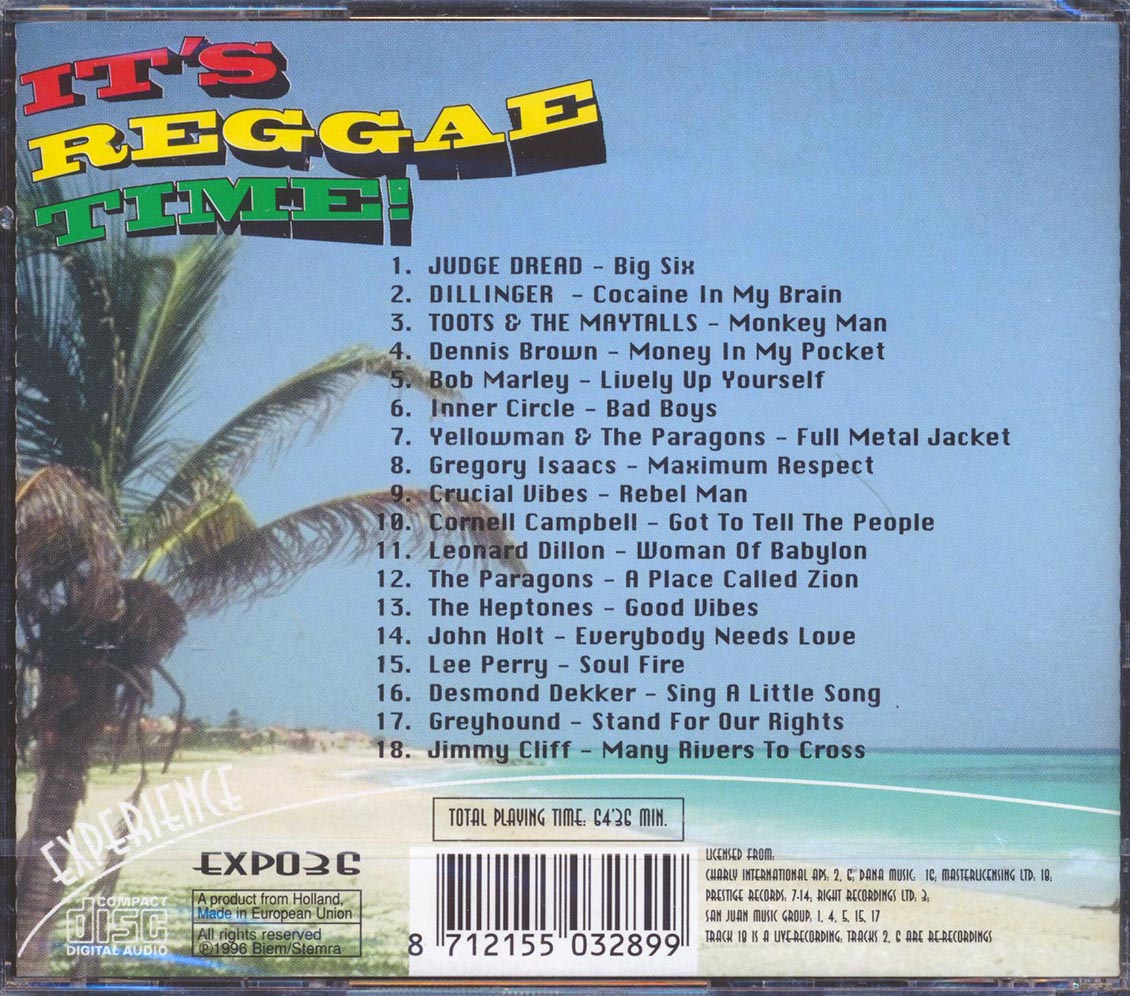 IT'S
REGGAE
TIME!
1. JUDGE DREAD - Big Six
2. DILLINGER - Cocaine In My Brain
3. TOOTS & THE MAYTALLS - Monkey Man
4. Dennis Brown - Money In My Pocket
5. Bob Marley - Lively Up Yourself
6. Inner Circle - Bad Boys
7. Yellowman & The Paragons - Full Metal Jacket
8. Gregory Isaacs - Maximum Respect
9. Crucial Vibes - Rebel Man
10. Cornell Campbell - Got To Tell The People
11. Leonard Dillon - Woman Of Babylon
12. The Paragons - A Place Called Zion
13. The Heptones - Good Vibes
14. John Holt - Everybody Needs Love
15. Lee Perry - Soul Fire
16. Desmond Dekker - Sing A Little Song
17. Greyhound - Stand For Our Rights
18. Jimmy Cliff - Many Rivers To Cross
TOTAL PLAYING TIME: 64'36 MIN.
EXPERIENCE
EXP036
COMPACT
disc
DIGITAL AUDIO
A product from Holland,
Made in European Union
All rights reserved
℗1996 Biem/Stemra
8 712155 032899
LICENSED FROM:
CHARLY INTERNATIONAL APS: 2, 6, DANA MUSIC: 16; MASTERLICENSING LTD: 18;
PRESTIGE RECORDS; 7-14, RIGHT RECORDINGS LTD; 3;
SAN JUAN MUSIC GROUP: 1, 4, 5, 15, 17
TRACK 18 IS A LIVE-RECORDING; TRACKS 2, 6 ARE RE-RECORDINGS